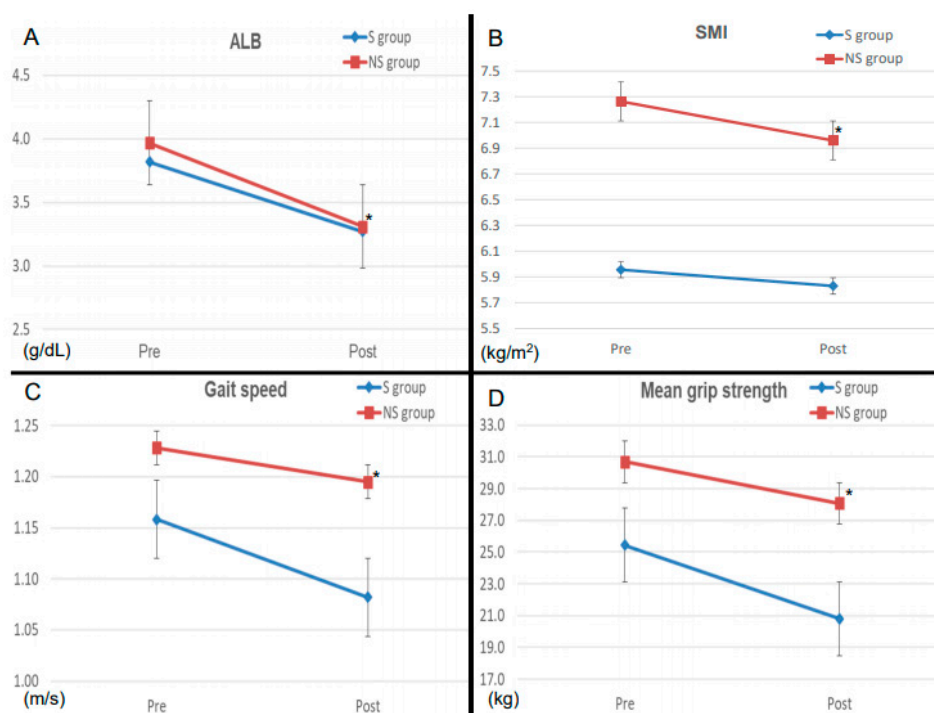 A
ALB
S group
NS group
4.5
4.0
3.5
3.0
2.5
*
(g/dL)
Pre
Post
B
SMI
S group
NS group
7.5
7.3
7.1
6.9
6.7
6.5
6.3
6.1
5.9
5.7
5.5
*
(kg/m²)
Pre
Post
C
Gait speed
S group
NS group
1.25
1.20
1.15
1.10
1.05
1.00
*
(m/s)
Pre
Post
D
Mean grip strength
S group
NS group
33.0
31.0
29.0
27.0
25.0
23.0
21.0
19.0
17.0
*
(kg)
Pre
Post